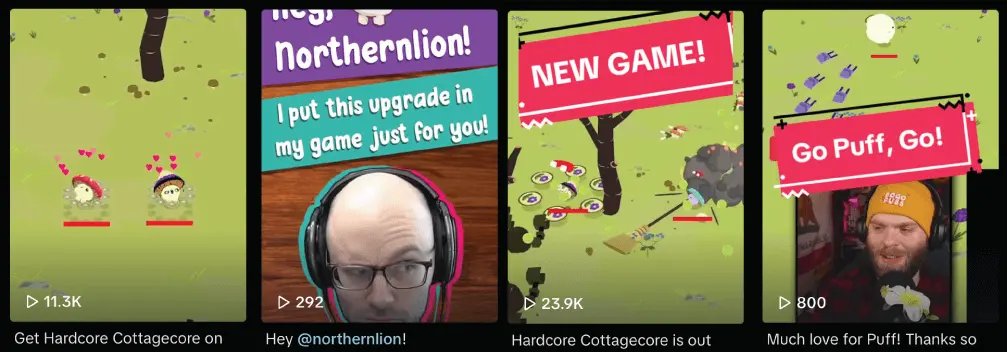 11.3K
Get Hardcore Cottagecore on
Hey,
Northernlion!
I put this upgrade in
my game just for you!
292
Hey @northernlion!
NEW GAME!
23.9K
Hardcore Cottagecore is out
Go Puff, Go!
GOGO
PUFF
800
Much love for Puff! Thanks so